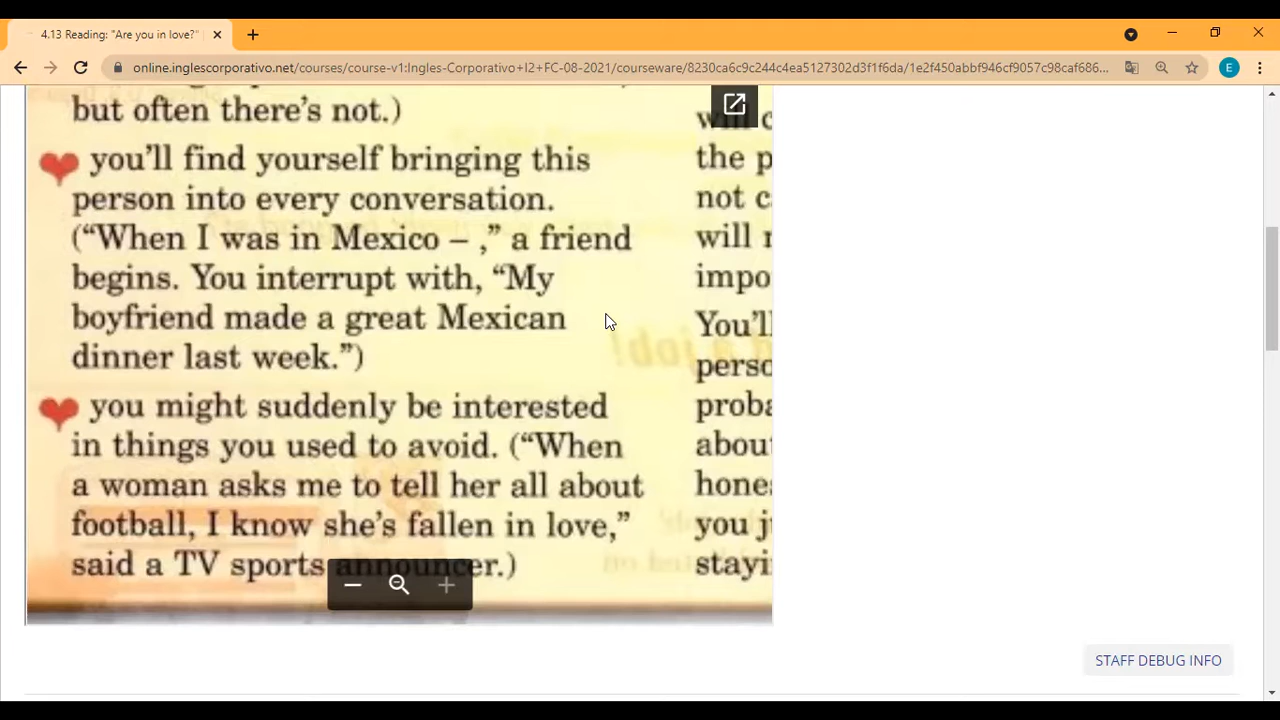 4.13 Reading: "Are you in love?"
online.inglescorporativo.net/courses/course-v1:Ingles-Corporativo+I2+FC-08-2021/courseware/8230ca6c9c244c4ea5127302d3f1f6da/1e2f450abbf946cf9057c98caf686...
E
but often there's not.)
you'll find yourself bringing this
person into every conversation.
("When I was in Mexico – ," a friend
begins. You interrupt with, "My
boyfriend made a great Mexican
dinner last week.")
you might suddenly be interested
in things you used to avoid. ("When
a woman asks me to tell her all about
football, I know she's fallen in love,"
said a TV sports announcer.)
will c
the p
not c
will
impo
You'll
perso
proba
about
hones
you j
stayi
STAFF DEBUG INFO